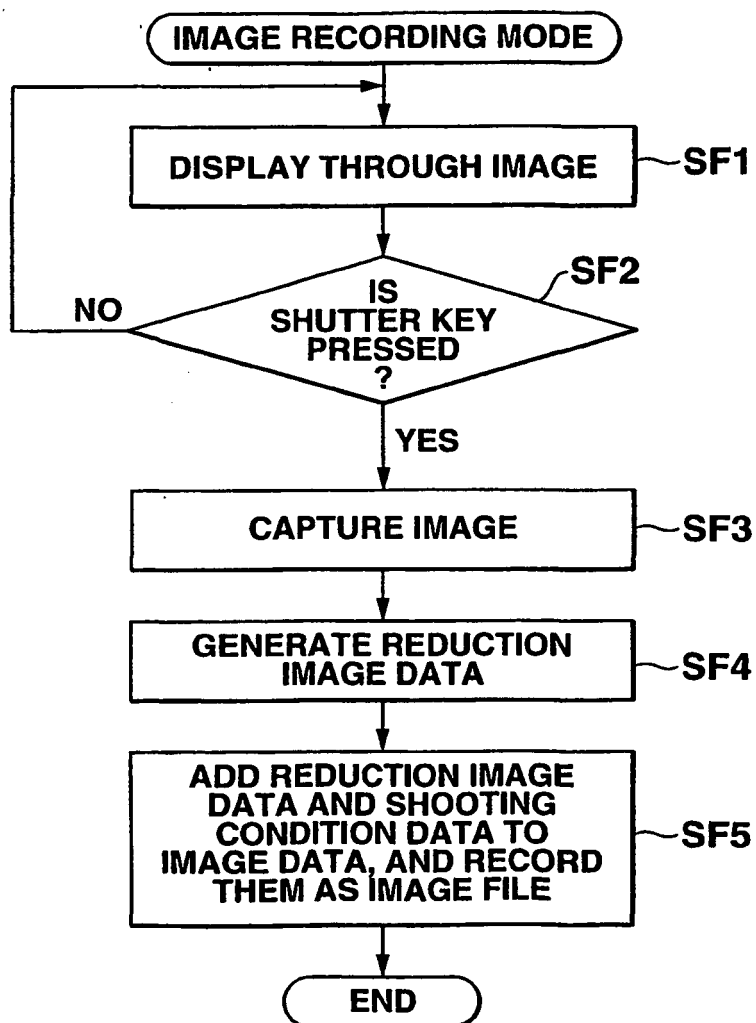 IMAGE RECORDING MODE
DISPLAY THROUGH IMAGE
SF1
IS
SHUTTER KEY
PRESSED
?
SF2
NO
YES
CAPTURE IMAGE
SF3
GENERATE REDUCTION
IMAGE DATA
SF4
ADD REDUCTION IMAGE
DATA AND SHOOTING
CONDITION DATA TO
IMAGE DATA, AND RECORD
THEM AS IMAGE FILE
SF5
END